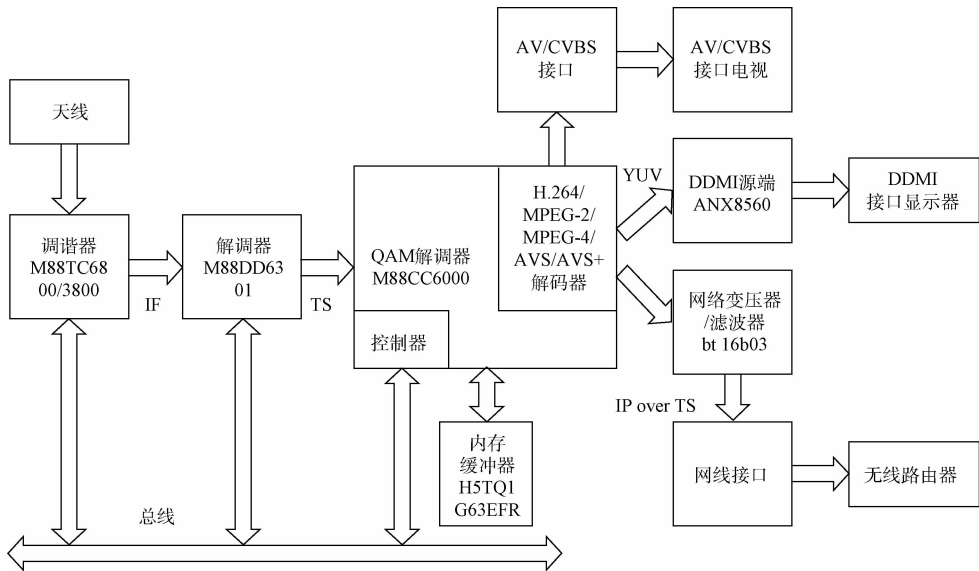 AV/CVBS
接口
AV/CVBS
接口电视
天线
调谐器
M88TC68
00/3800
IF
解调器
M88DD63
01
TS
QAM解调器
M88CC6000
控制器
H.264/
MPEG-2/
MPEG-4/
AVS/AVS+
解码器
YUV
DDMI源端
ANX8560
DDMI
接口显示器
网络变压器
/滤波器
bt 16b03
IP over TS
内存
缓冲器
H5TQ1
G63EFR
网线接口
无线路由器
总线